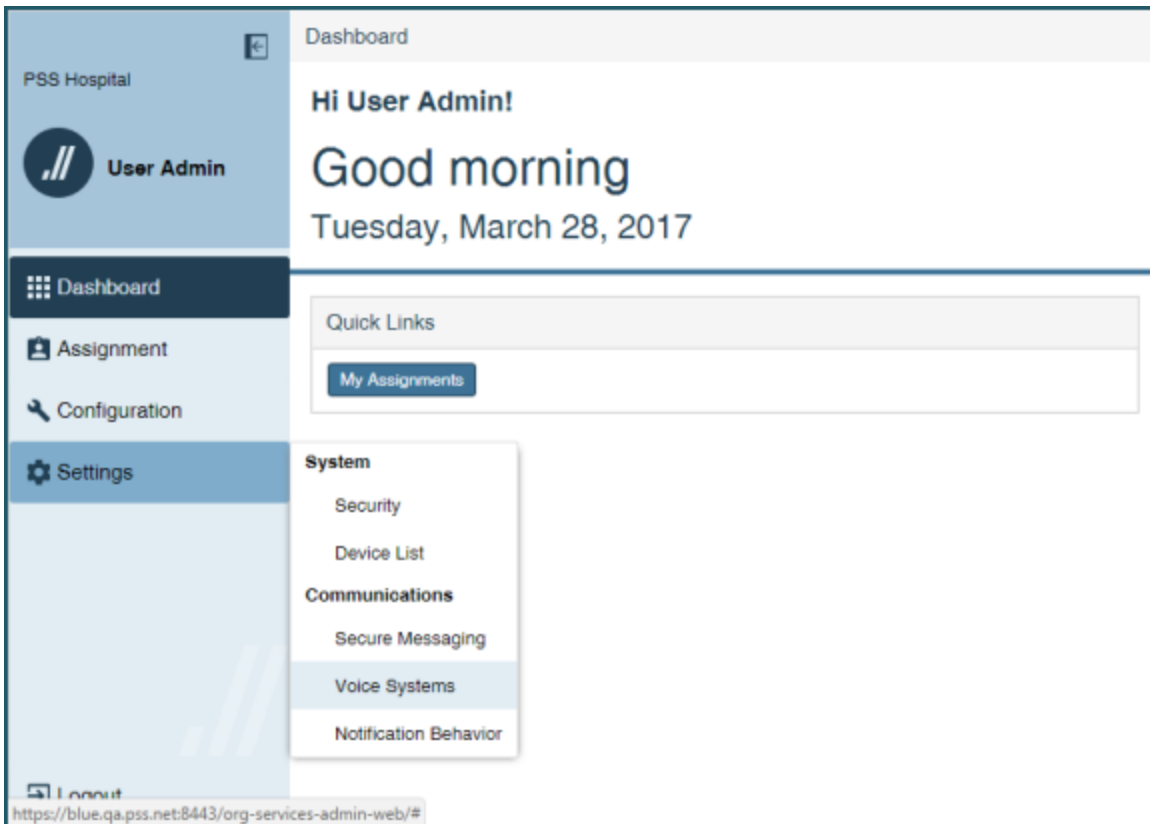 Dashboard
PSS Hospital
User Admin
Hi User Admin!
Good morning
Tuesday, March 28, 2017
Dashboard
Assignment
Configuration
Settings
Quick Links
My Assignments
System
Security
Device List
Communications
Secure Messaging
Voice Systems
Notification Behavior
Logout
https://blue.qa.pss.net:8443/org-services-admin-web/#